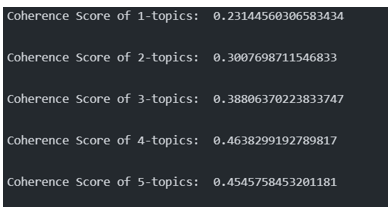 Coherence Score of 1-topics:  0.23144560306583434
Coherence Score of 2-topics:  0.3007698711546833
Coherence Score of 3-topics:  0.38806370223833747
Coherence Score of 4-topics:  0.4638299192789817
Coherence Score of 5-topics:  0.4545758453201181